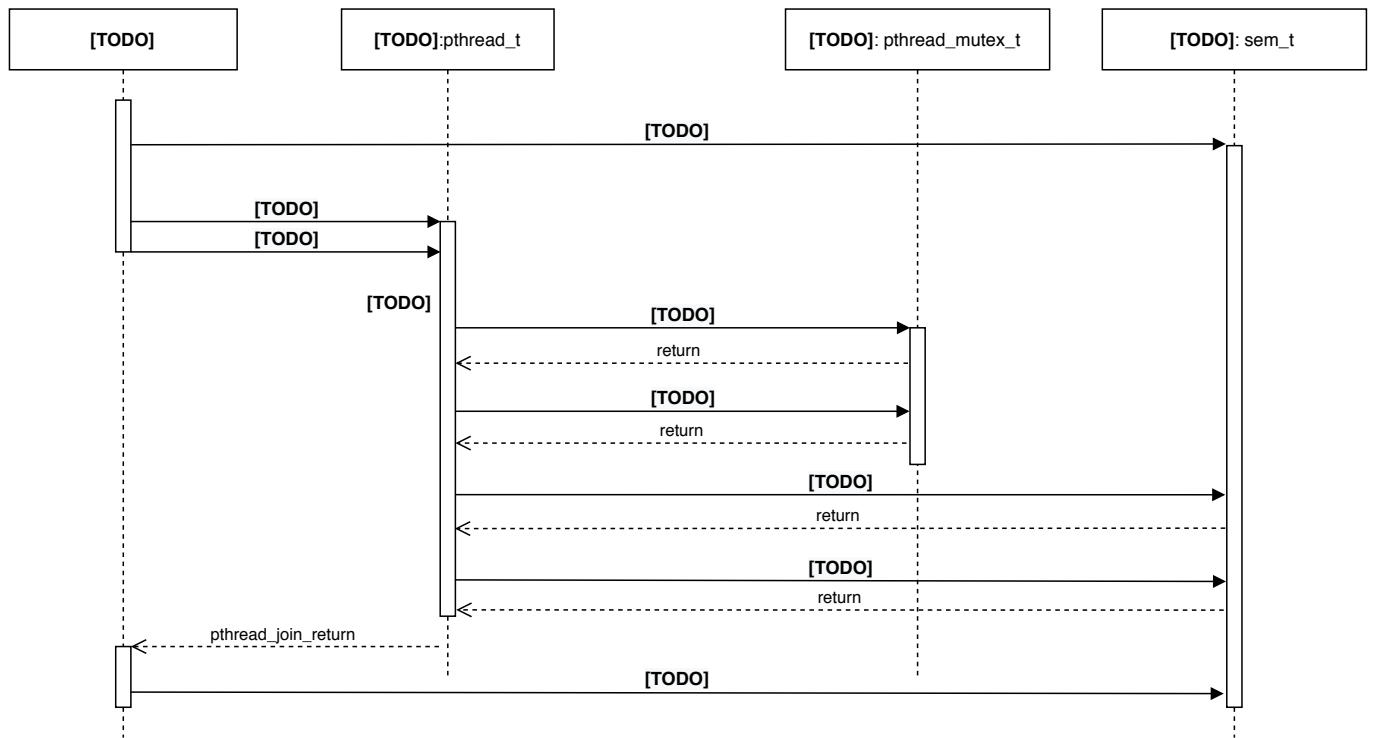 [TODO]
[TODO]:pthread_t
[TODO]: pthread_mutex_t
[TODO]: sem_t
[TODO]
[TODO]
[TODO]
[TODO]
[TODO]
return
[TODO]
return
[TODO]
return
[TODO]
return
pthread_join_return
[TODO]